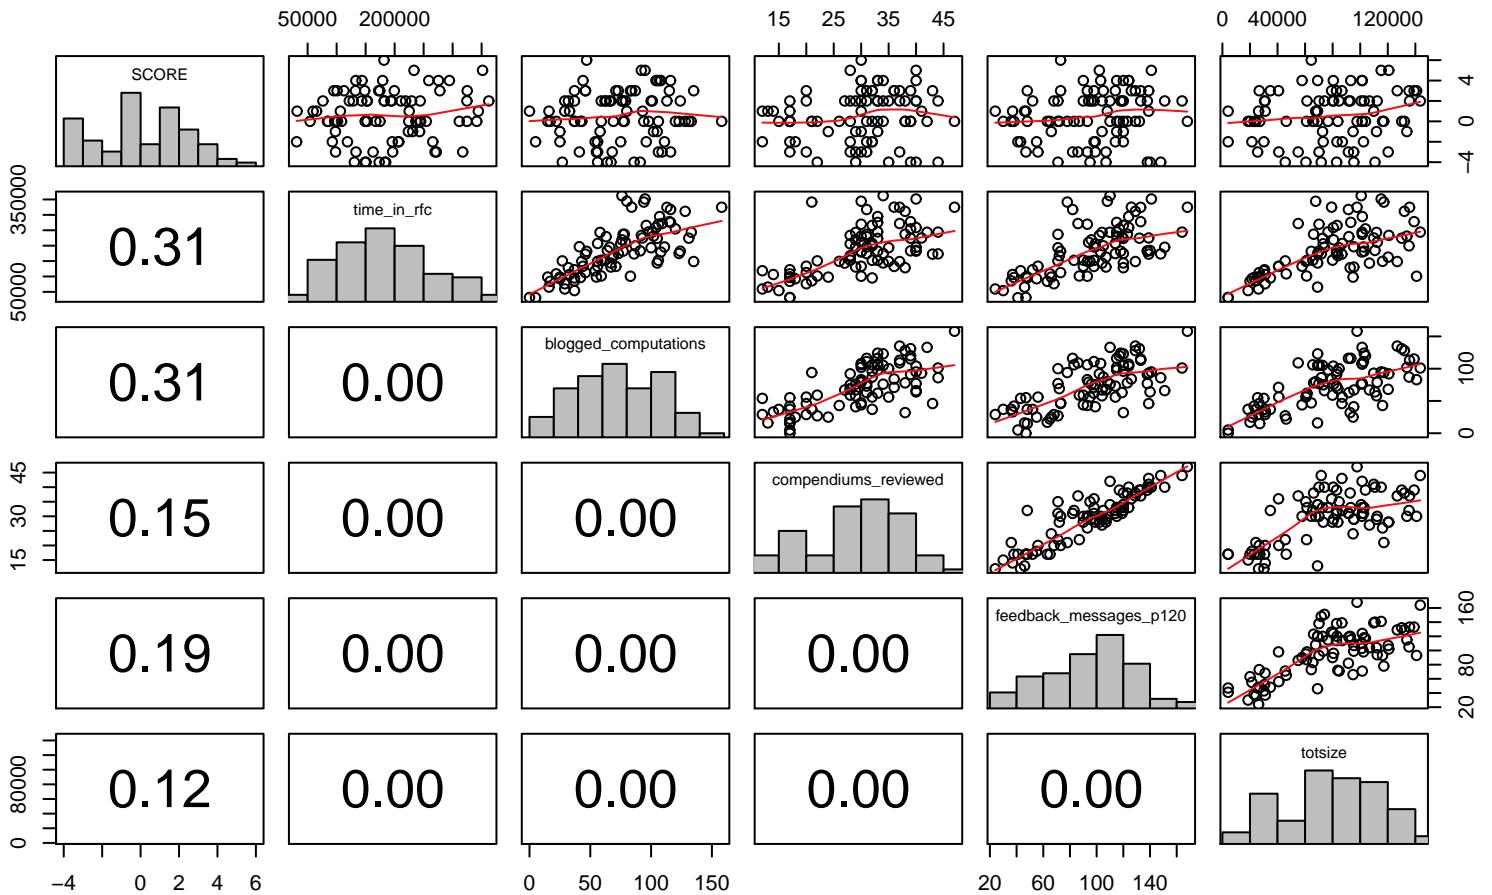 50000 200000 15 25 35 45 0 40000 120000
SCORE
−4 0 4
time_in_rfc
50000 350000
0.31
blogged_computations
0 100
0.31 0.00
compendiums_reviewed
15 30 45
0.15 0.00 0.00
feedback_messages_p120
20 80 160
0.19 0.00 0.00 0.00
totsize
0 80000
0.12 0.00 0.00 0.00 0.00
−4 0 2 4 6 0 50 100 150 20 60 100 140